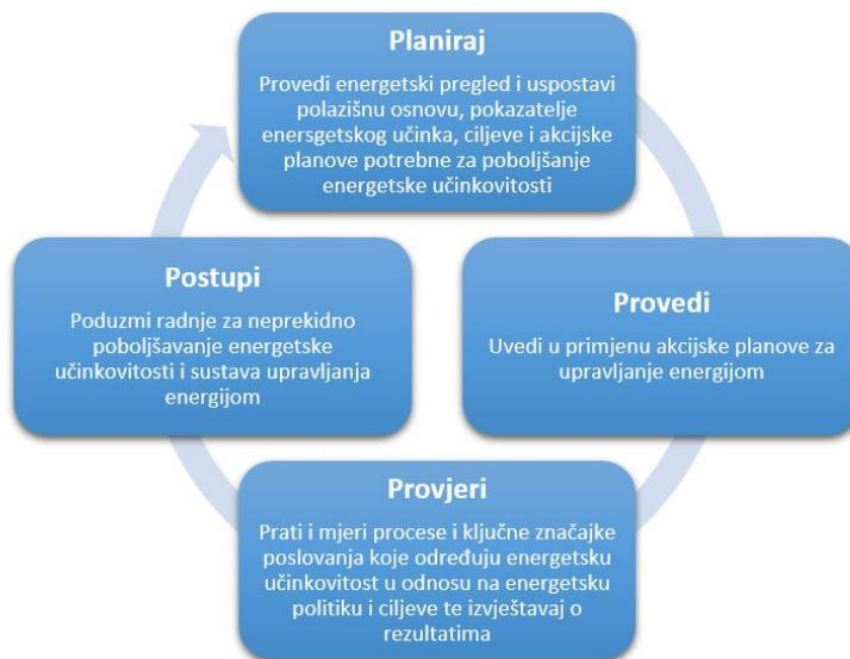 Planiraj
Provedi energetski pregled i uspostavi
polazišnu osnovu, pokazatelje
enersgetskog učinka, ciljeve i akcijske
planove potrebne za poboljšanje
energetske učinkovitosti
Provedi
Uvedi u primjenu akcijske planove za
upravljanje energijom
Provjeri
Prati i mjeri procese i ključne značajke
poslovanja koje određuju energetsku
učinkovitost u odnosu na energetsku
politiku i ciljeve te izvještavaj o
rezultatima
Postupi
Poduzmi radnje za neprekidno
poboljšavanje energetske
učinkovitosti i sustava upravljanja
energijom